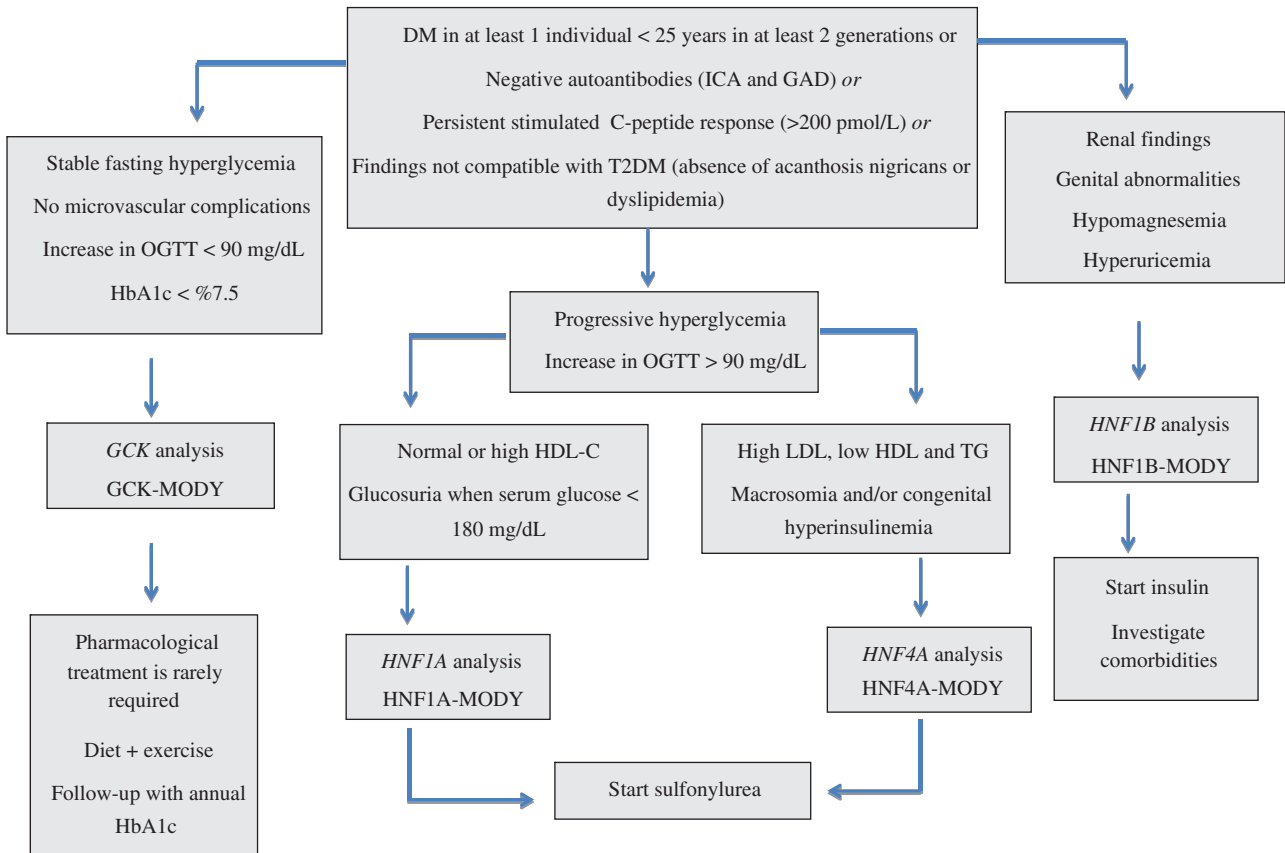 DM in at least 1 individual < 25 years in at least 2 generations or
Negative autoantibodies (ICA and GAD) or
Persistent stimulated C-peptide response (>200 pmol/L) or
Findings not compatible with T2DM (absence of acanthosis nigricans or
dyslipidemia)
Stable fasting hyperglycemia
No microvascular complications
Increase in OGTT < 90 mg/dL
HbA1c < %7.5
Renal findings
Genital abnormalities
Hypomagnesemia
Hyperuricemia
Progressive hyperglycemia
Increase in OGTT > 90 mg/dL
GCK analysis
GCK-MODY
Normal or high HDL-C
Glucosuria when serum glucose <
180 mg/dL
High LDL, low HDL and TG
Macrosomia and/or congenital
hyperinsulinemia
HNF1B analysis
HNF1B-MODY
Pharmacological
treatment is rarely
required
Diet + exercise
Follow-up with annual
HbA1c
HNF1A analysis
HNF1A-MODY
HNF4A analysis
HNF4A-MODY
Start insulin
Investigate
comorbidities
Start sulfonylurea